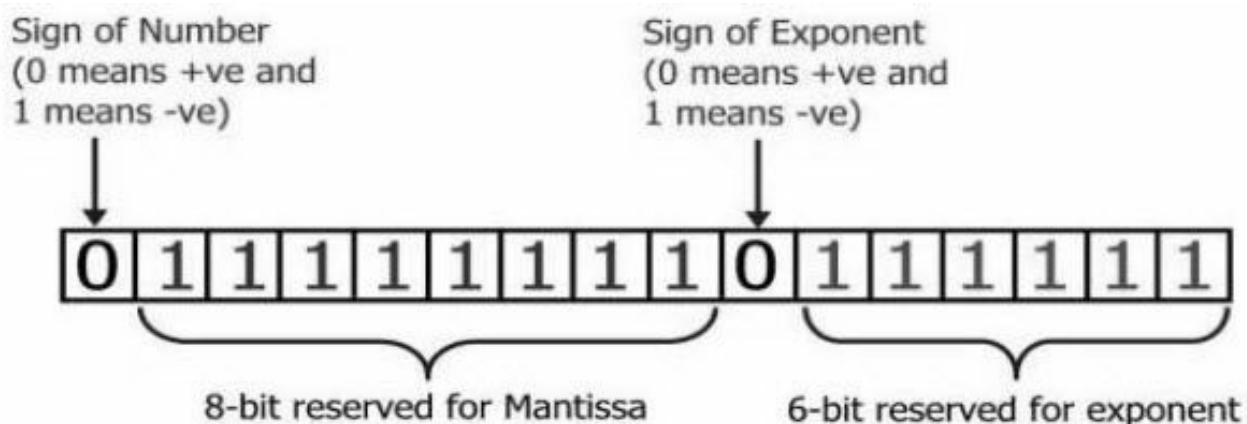 Sign of Number
(0 means +ve and
1 means -ve)
Sign of Exponent
(0 means +ve and
1 means -ve)
0 1 1 1 1 1 1 1 1 0 1 1 1 1 1 1
8-bit reserved for Mantissa
6-bit reserved for exponent